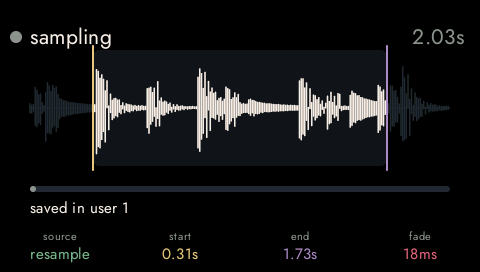 sampling 2.03s
saved in user 1
source start end fade
resample 0.31s 1.73s 18ms